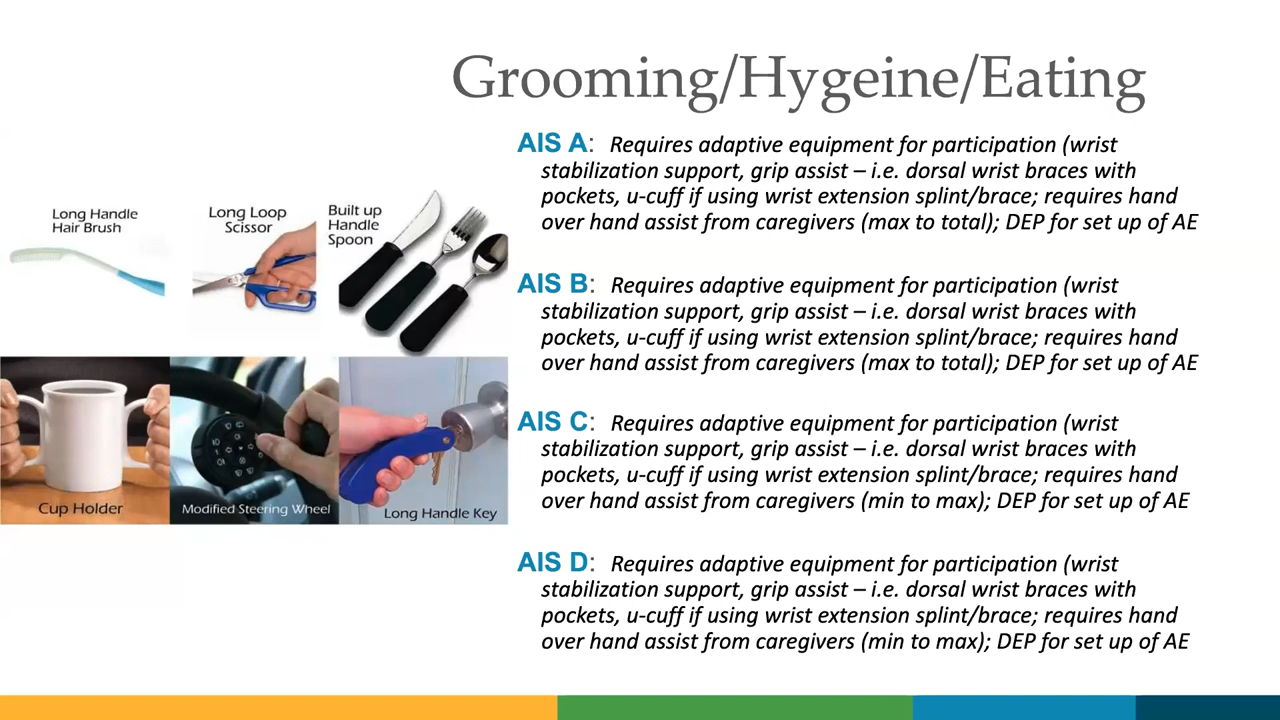 Grooming/Hygeine/Eating
Long Handle
Hair Brush
Long Loop
Scissor
Built up
Handle
Spoon
Cup Holder
Modified Steering Wheel
Long Handle Key
AIS A: Requires adaptive equipment for participation (wrist
stabilization support, grip assist – i.e. dorsal wrist braces with
pockets, u-cuff if using wrist extension splint/brace; requires hand
over hand assist from caregivers (max to total); DEP for set up of AE
AIS B: Requires adaptive equipment for participation (wrist
stabilization support, grip assist – i.e. dorsal wrist braces with
pockets, u-cuff if using wrist extension splint/brace; requires hand
over hand assist from caregivers (max to total); DEP for set up of AE
AIS C: Requires adaptive equipment for participation (wrist
stabilization support, grip assist – i.e. dorsal wrist braces with
pockets, u-cuff if using wrist extension splint/brace; requires hand
over hand assist from caregivers (min to max); DEP for set up of AE
AIS D: Requires adaptive equipment for participation (wrist
stabilization support, grip assist – i.e. dorsal wrist braces with
pockets, u-cuff if using wrist extension splint/brace; requires hand
over hand assist from caregivers (min to max); DEP for set up of AE